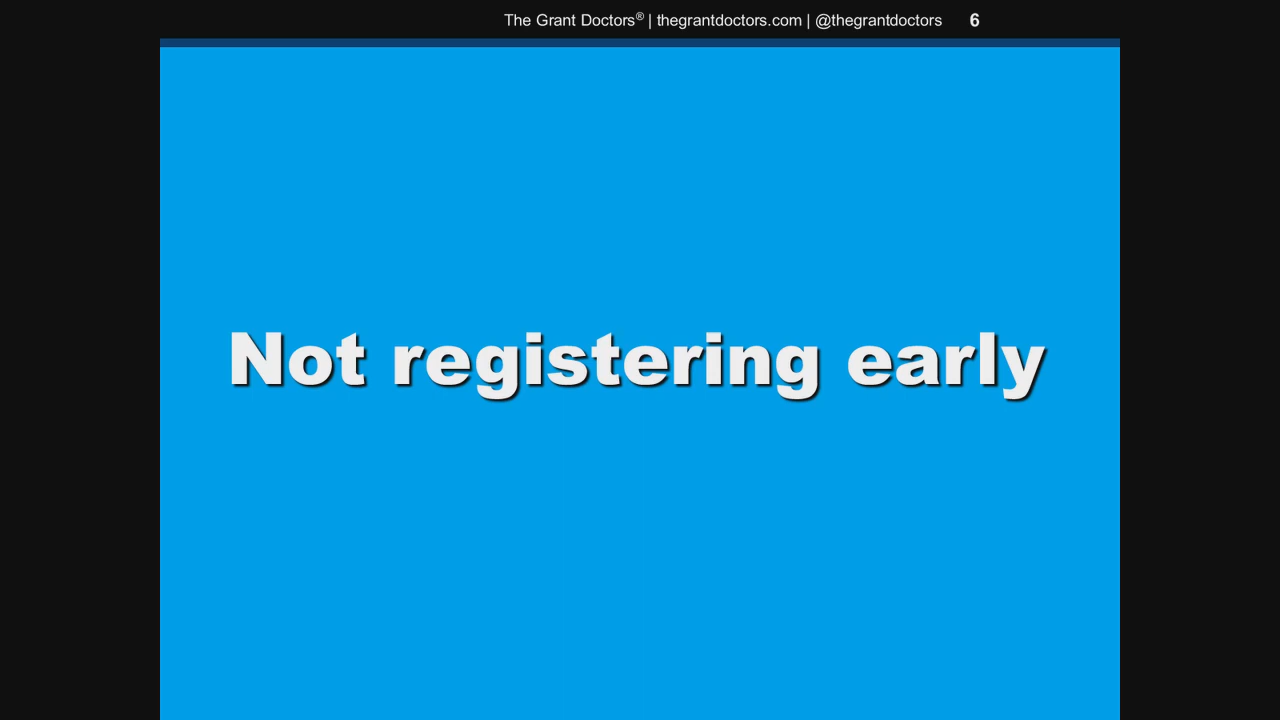 The Grant Doctors® | thegrantdoctors.com | @thegrantdoctors 6
Not registering early